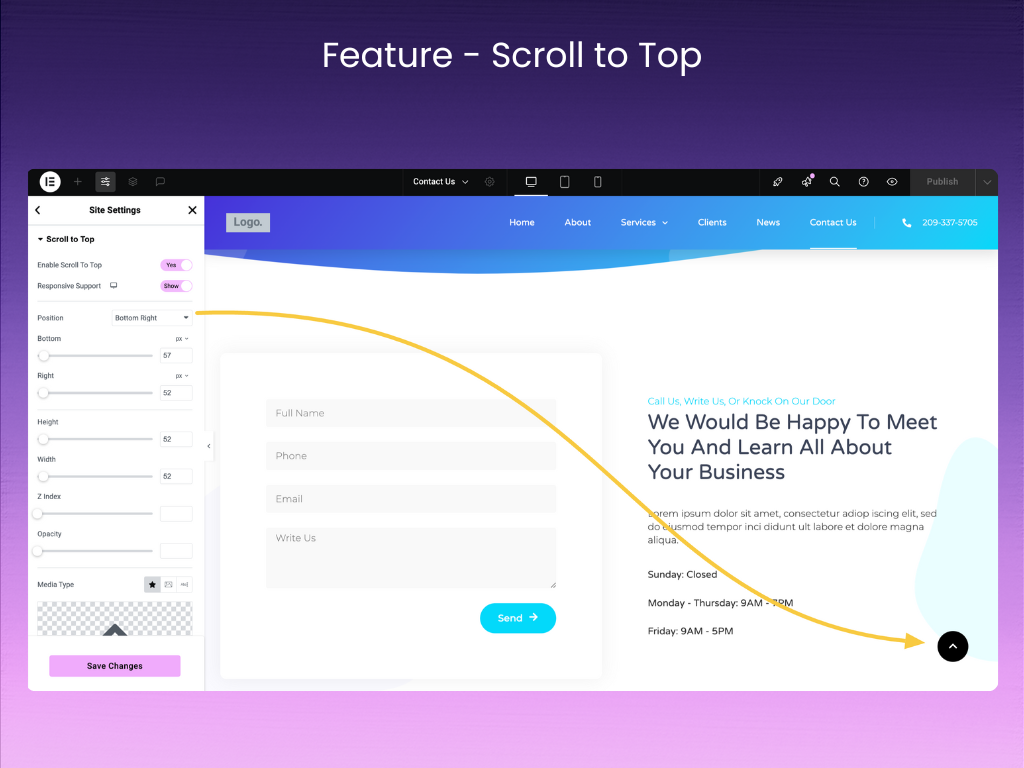 Feature - Scroll to Top
Contact Us
Publish
Site Settings
Scroll to Top
Enable Scroll To Top
Yes
Responsive Support
Show
Position
Bottom Right
Bottom
px
57
Right
px
52
Height
52
Width
52
Z Index
Opacity
Media Type
Save Changes
Logo.
Home
About
Services
Clients
News
Contact Us
209-337-5705
Full Name
Phone
Email
Write Us
Send
Call Us, Write Us, Or Knock On Our Door
We Would Be Happy To Meet
You And Learn All About
Your Business
Lorem ipsum dolor sit amet, consectetur adiop iscing elit, sed
do eiusmod tempor inci didunt ult labore et dolore magna
aliqua.
Sunday: Closed
Monday - Thursday: 9AM - 7PM
Friday: 9AM - 5PM